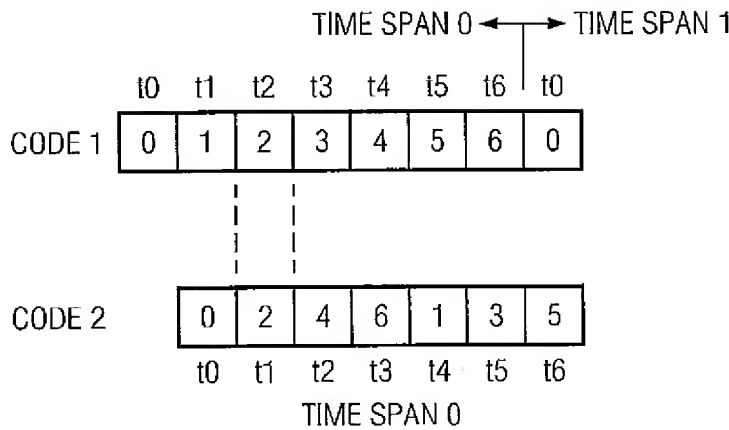 TIME SPAN 0 TIME SPAN 1
t0 t1 t2 t3 t4 t5 t6 t0
CODE 1 0 1 2 3 4 5 6 0
CODE 2 0 2 4 6 1 3 5
t0 t1 t2 t3 t4 t5 t6
TIME SPAN 0